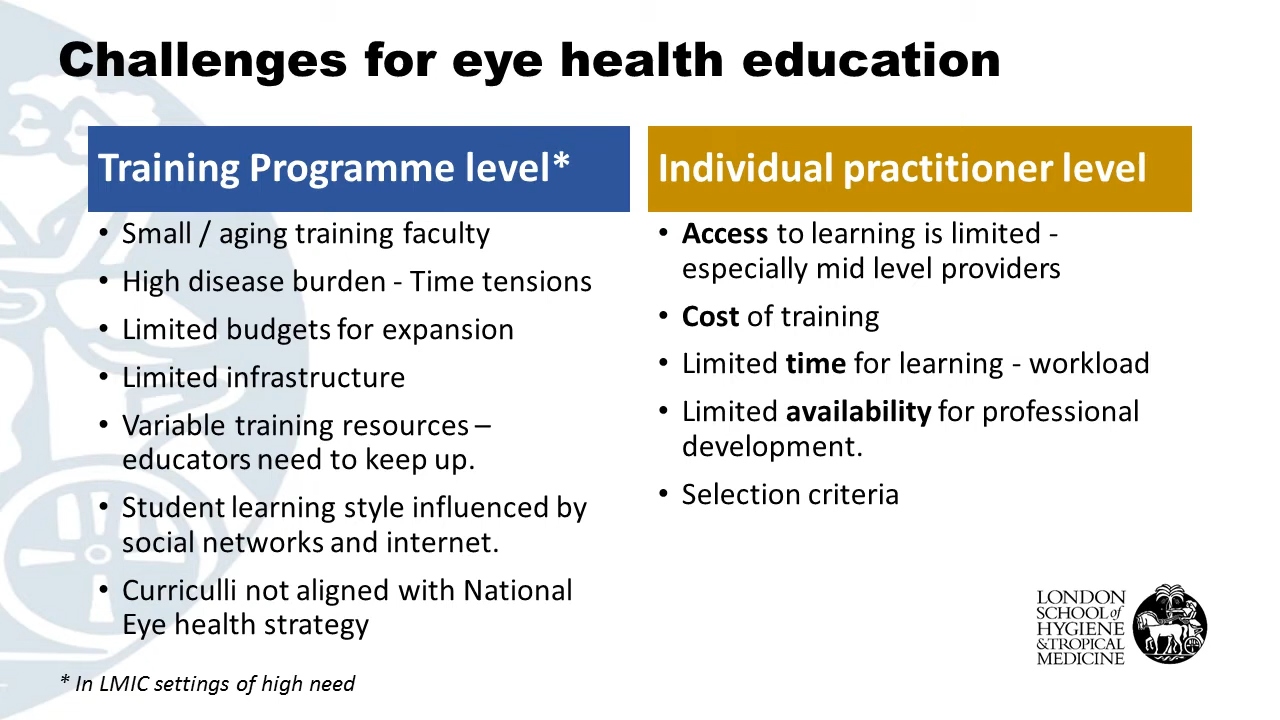 Challenges for eye health education
Training Programme level*
• Small / aging training faculty
• High disease burden - Time tensions
• Limited budgets for expansion
• Limited infrastructure
• Variable training resources –
educators need to keep up.
• Student learning style influenced by
social networks and internet.
• Curriculli not aligned with National
Eye health strategy
* In LMIC settings of high need
Individual practitioner level
• Access to learning is limited -
especially mid level providers
• Cost of training
• Limited time for learning - workload
• Limited availability for professional
development.
• Selection criteria
LONDON
SCHOOL of
HYGIENE
& TROPICAL
MEDICINE